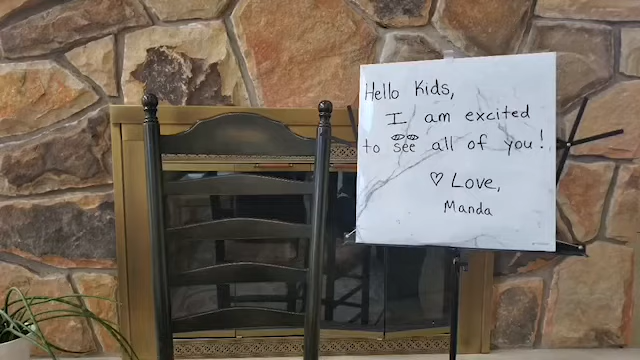 Hello Kids,
I am excited
to see all of you!
♡ Love,
Manda